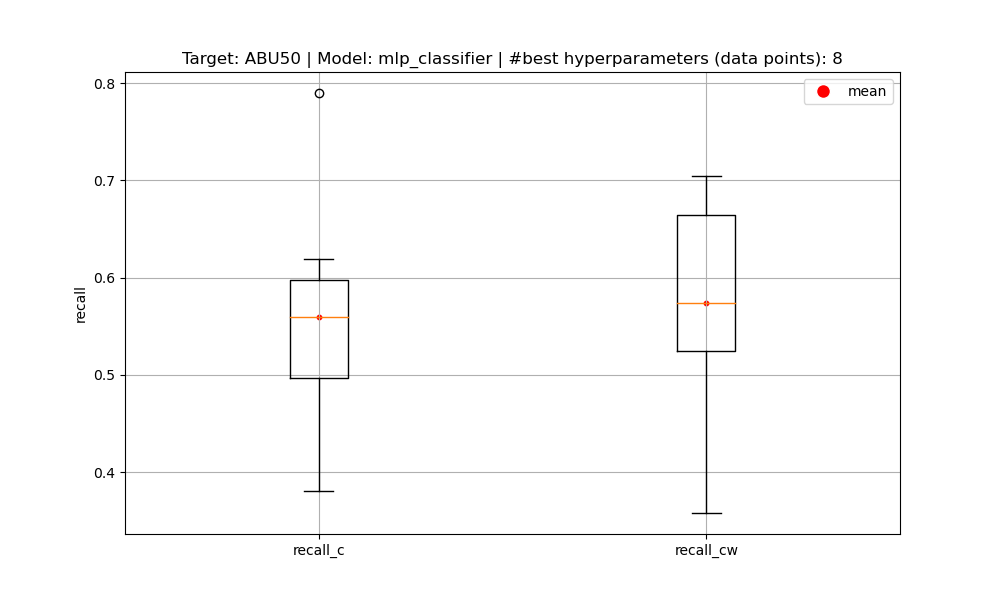 Target: ABU50 | Model: mlp_classifier | #best hyperparameters (data points): 8
mean
0.8
0.7
0.6
0.5
0.4
recall
recall_c
recall_cw